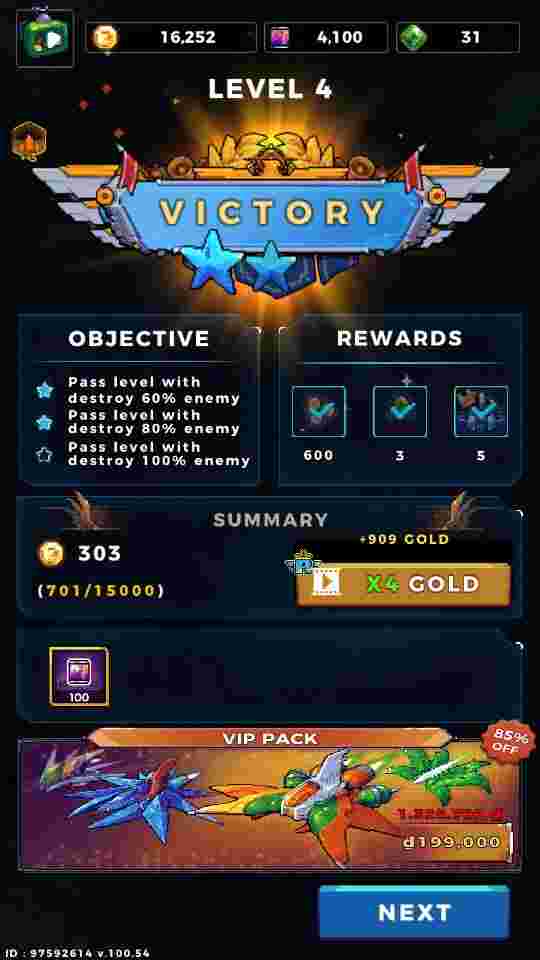 16,252
4,100
31
LEVEL 4
VICTORY
OBJECTIVE
Pass level with
destroy 60% enemy
Pass level with
destroy 80% enemy
Pass level with
destroy 100% enemy
REWARDS
600
3
5
SUMMARY
303
(701/15000)
+909 GOLD
X4 GOLD
100
VIP PACK
85%
OFF
đ199,000
NEXT
ID : 97592614 v.100.54